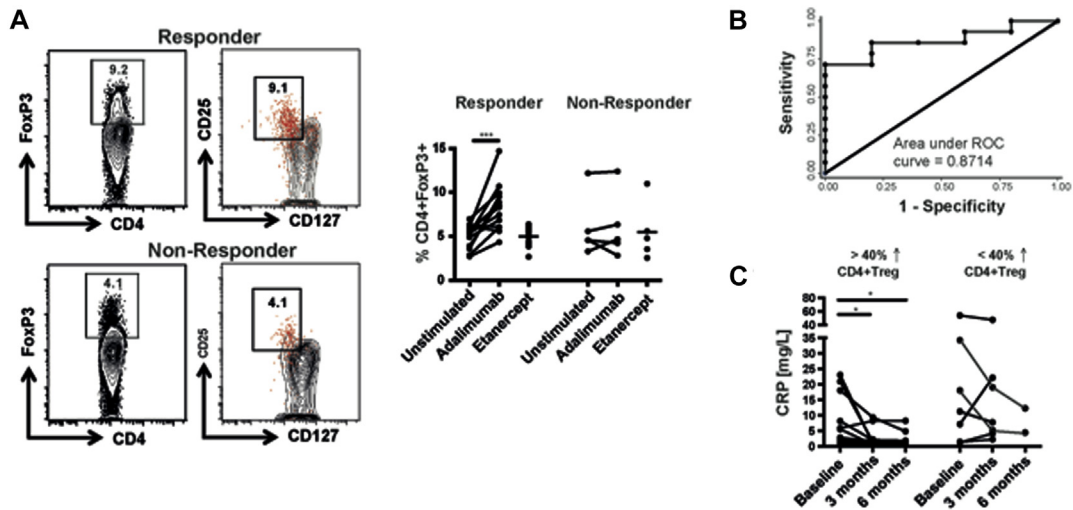 A
Responder
9.2
FoxP3
CD4
9.1
CD25
CD127
Non-Responder
4.1
FoxP3
CD4
4.1
CD25
CD127
Responder
Non-Responder
***
% CD4+FoxP3+
15
10
5
0
Unstimulated
Adalimumab
Etanercept
Unstimulated
Adalimumab
Etanercept
B
Sensitivity
1.00
0.75
0.50
0.25
0.00
Area under ROC
curve = 0.8714
0.00
0.25
0.50
0.75
1.00
1 - Specificity
C
> 40% ↑
CD4+Treg
< 40% ↑
CD4+Treg
*
*
CRP [mg/L]
80
60
40
35
30
25
20
15
10
5
0
Baseline
3 months
6 months
Baseline
3 months
6 months